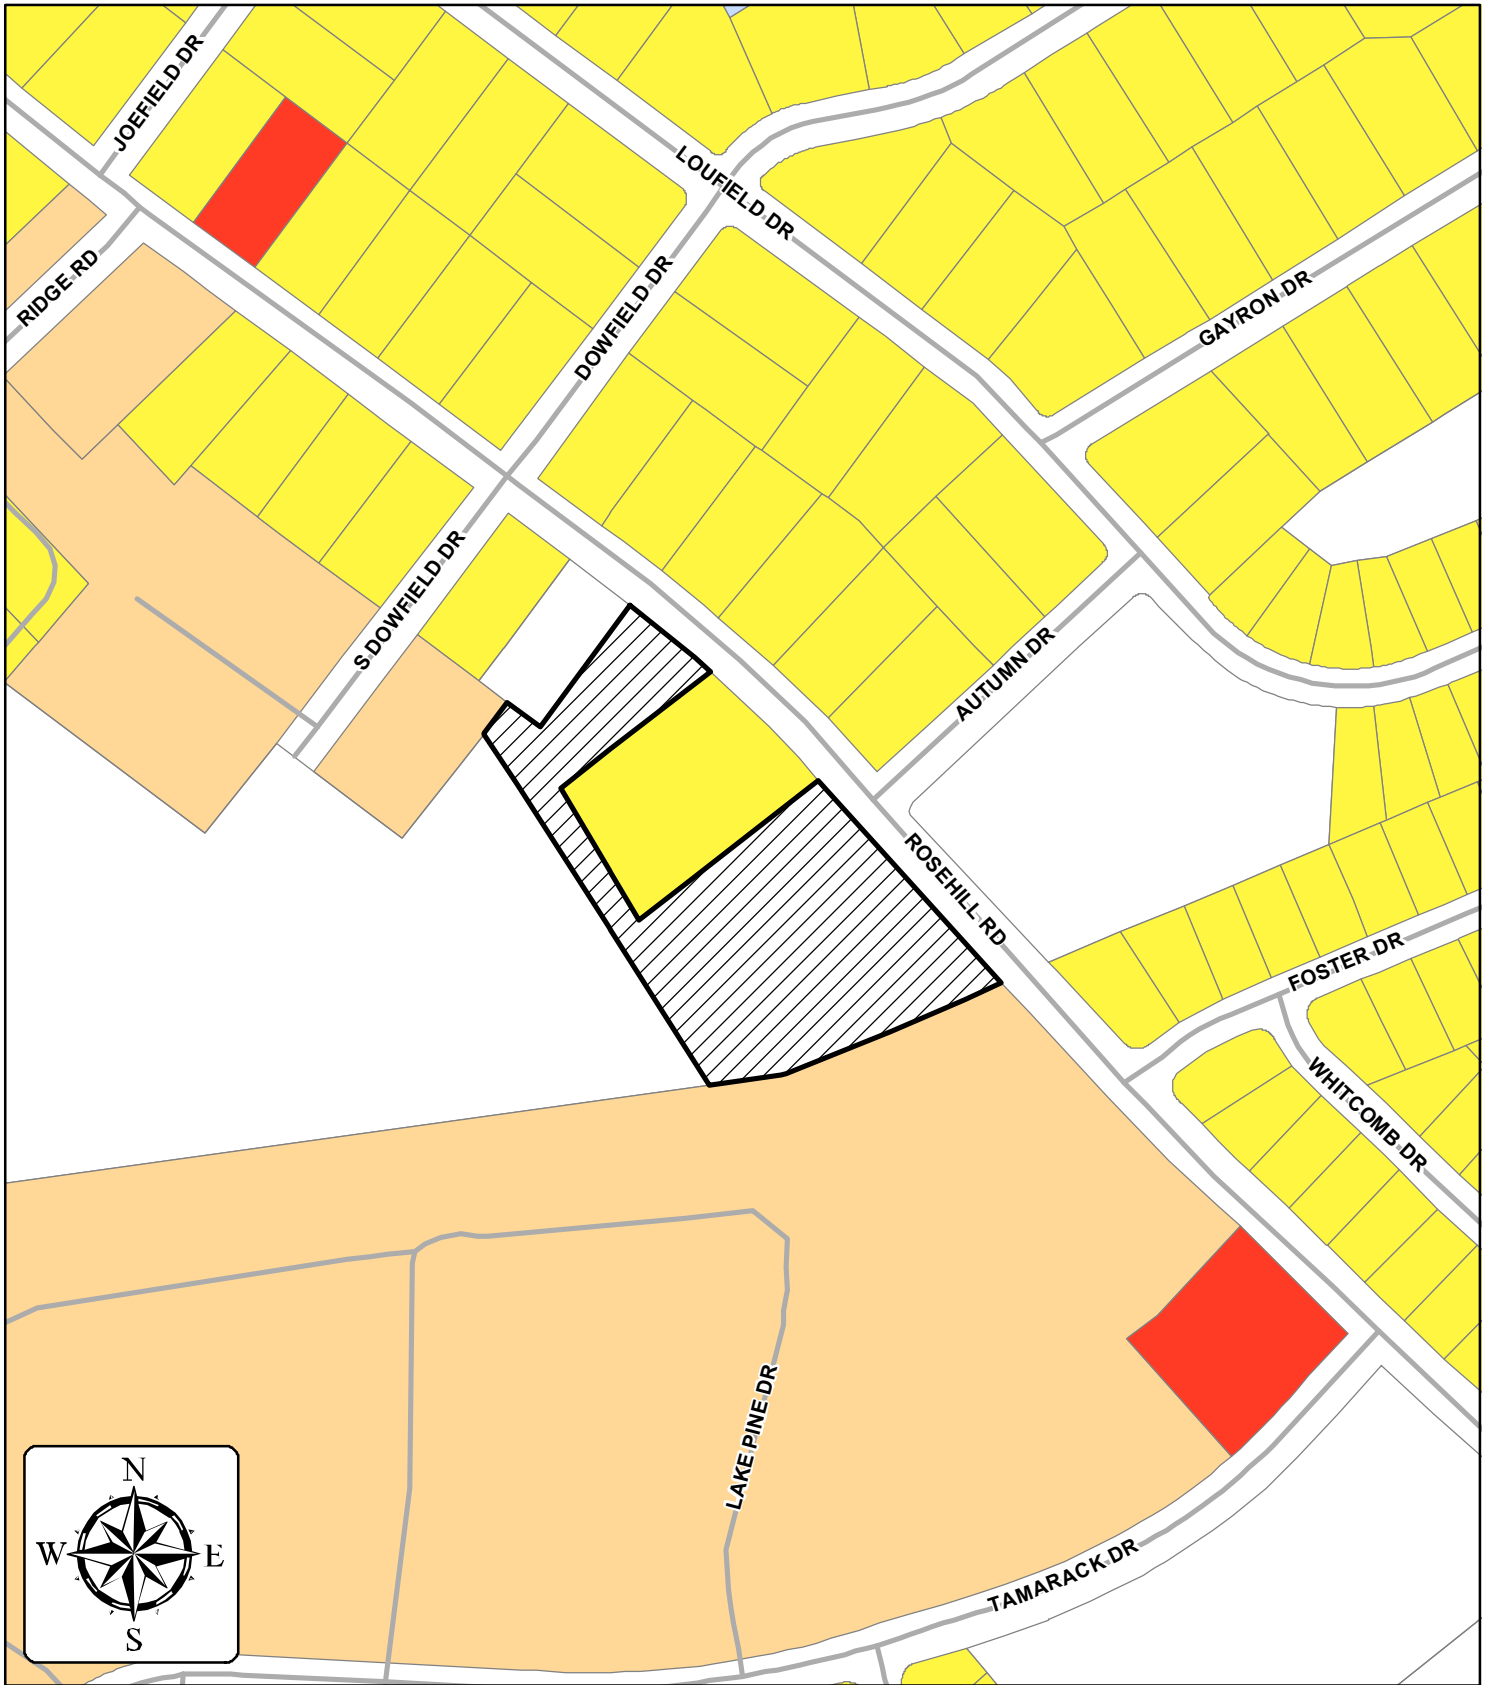 JOEFIELD DR
LOUFIELD DR
RIDGE RD
DOWFIELD DR
GAYRON DR
S DOWFIELD DR
AUTUMN DR
ROSEHILL RD
FOSTER DR
WHITCOMB DR
LAKE PINE DR
TAMARACK DR
N
W E
S